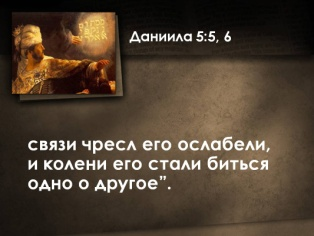 Даниила 5:5, 6
связи чресл его ослабели,
и колени его стали биться
одно о другое”.